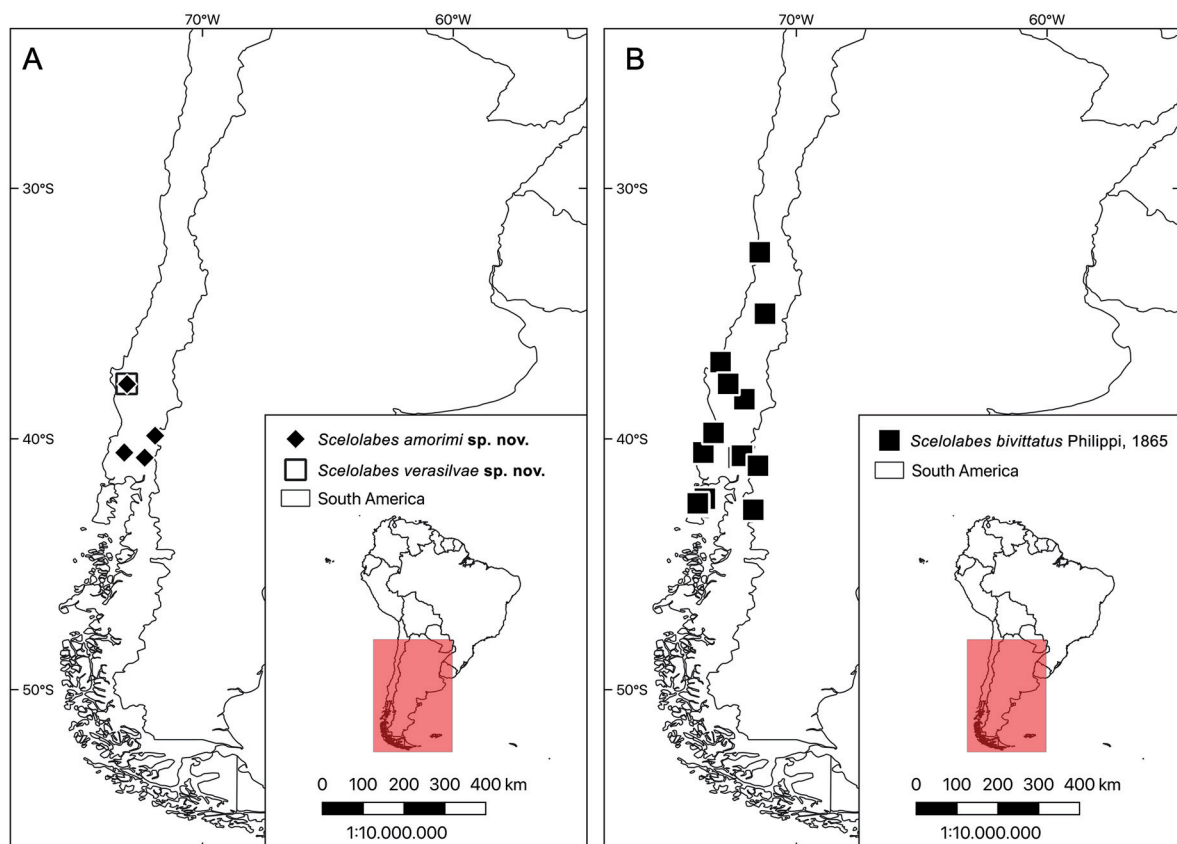 70°W 60°W
A
30°S
40°S
50°S
Scelolabes amorimi sp. nov.
Scelolabes verasilvae sp. nov.
South America
0 100 200 300 400 km
1:10.000.000
70°W 60°W
B
30°S
40°S
50°S
Scelolabes bivittatus Philippi, 1865
South America
0 100 200 300 400 km
1:10.000.000